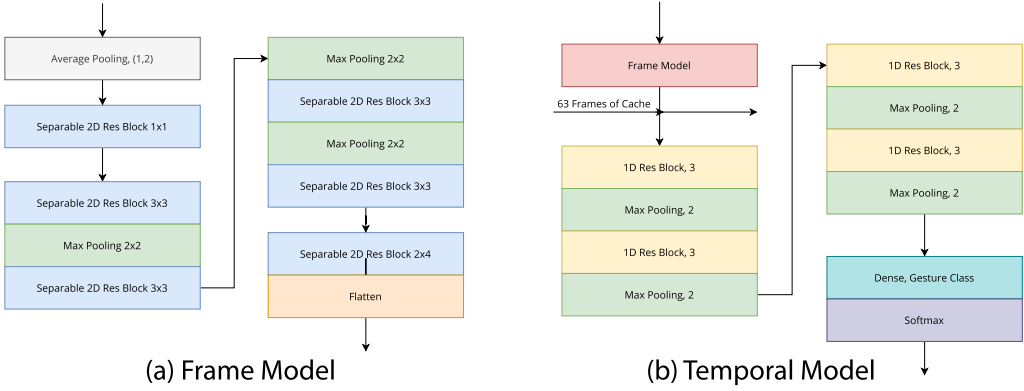 Average Pooling, (1,2)
Separable 2D Res Block 1x1
Separable 2D Res Block 3x3
Max Pooling 2x2
Separable 2D Res Block 3x3
Max Pooling 2x2
Separable 2D Res Block 3x3
Max Pooling 2x2
Separable 2D Res Block 3x3
Separable 2D Res Block 2x4
Flatten
(a) Frame Model
Frame Model
63 Frames of Cache
1D Res Block, 3
Max Pooling, 2
1D Res Block, 3
Max Pooling, 2
1D Res Block, 3
Max Pooling, 2
1D Res Block, 3
Max Pooling, 2
Dense, Gesture Class
Softmax
(b) Temporal Model